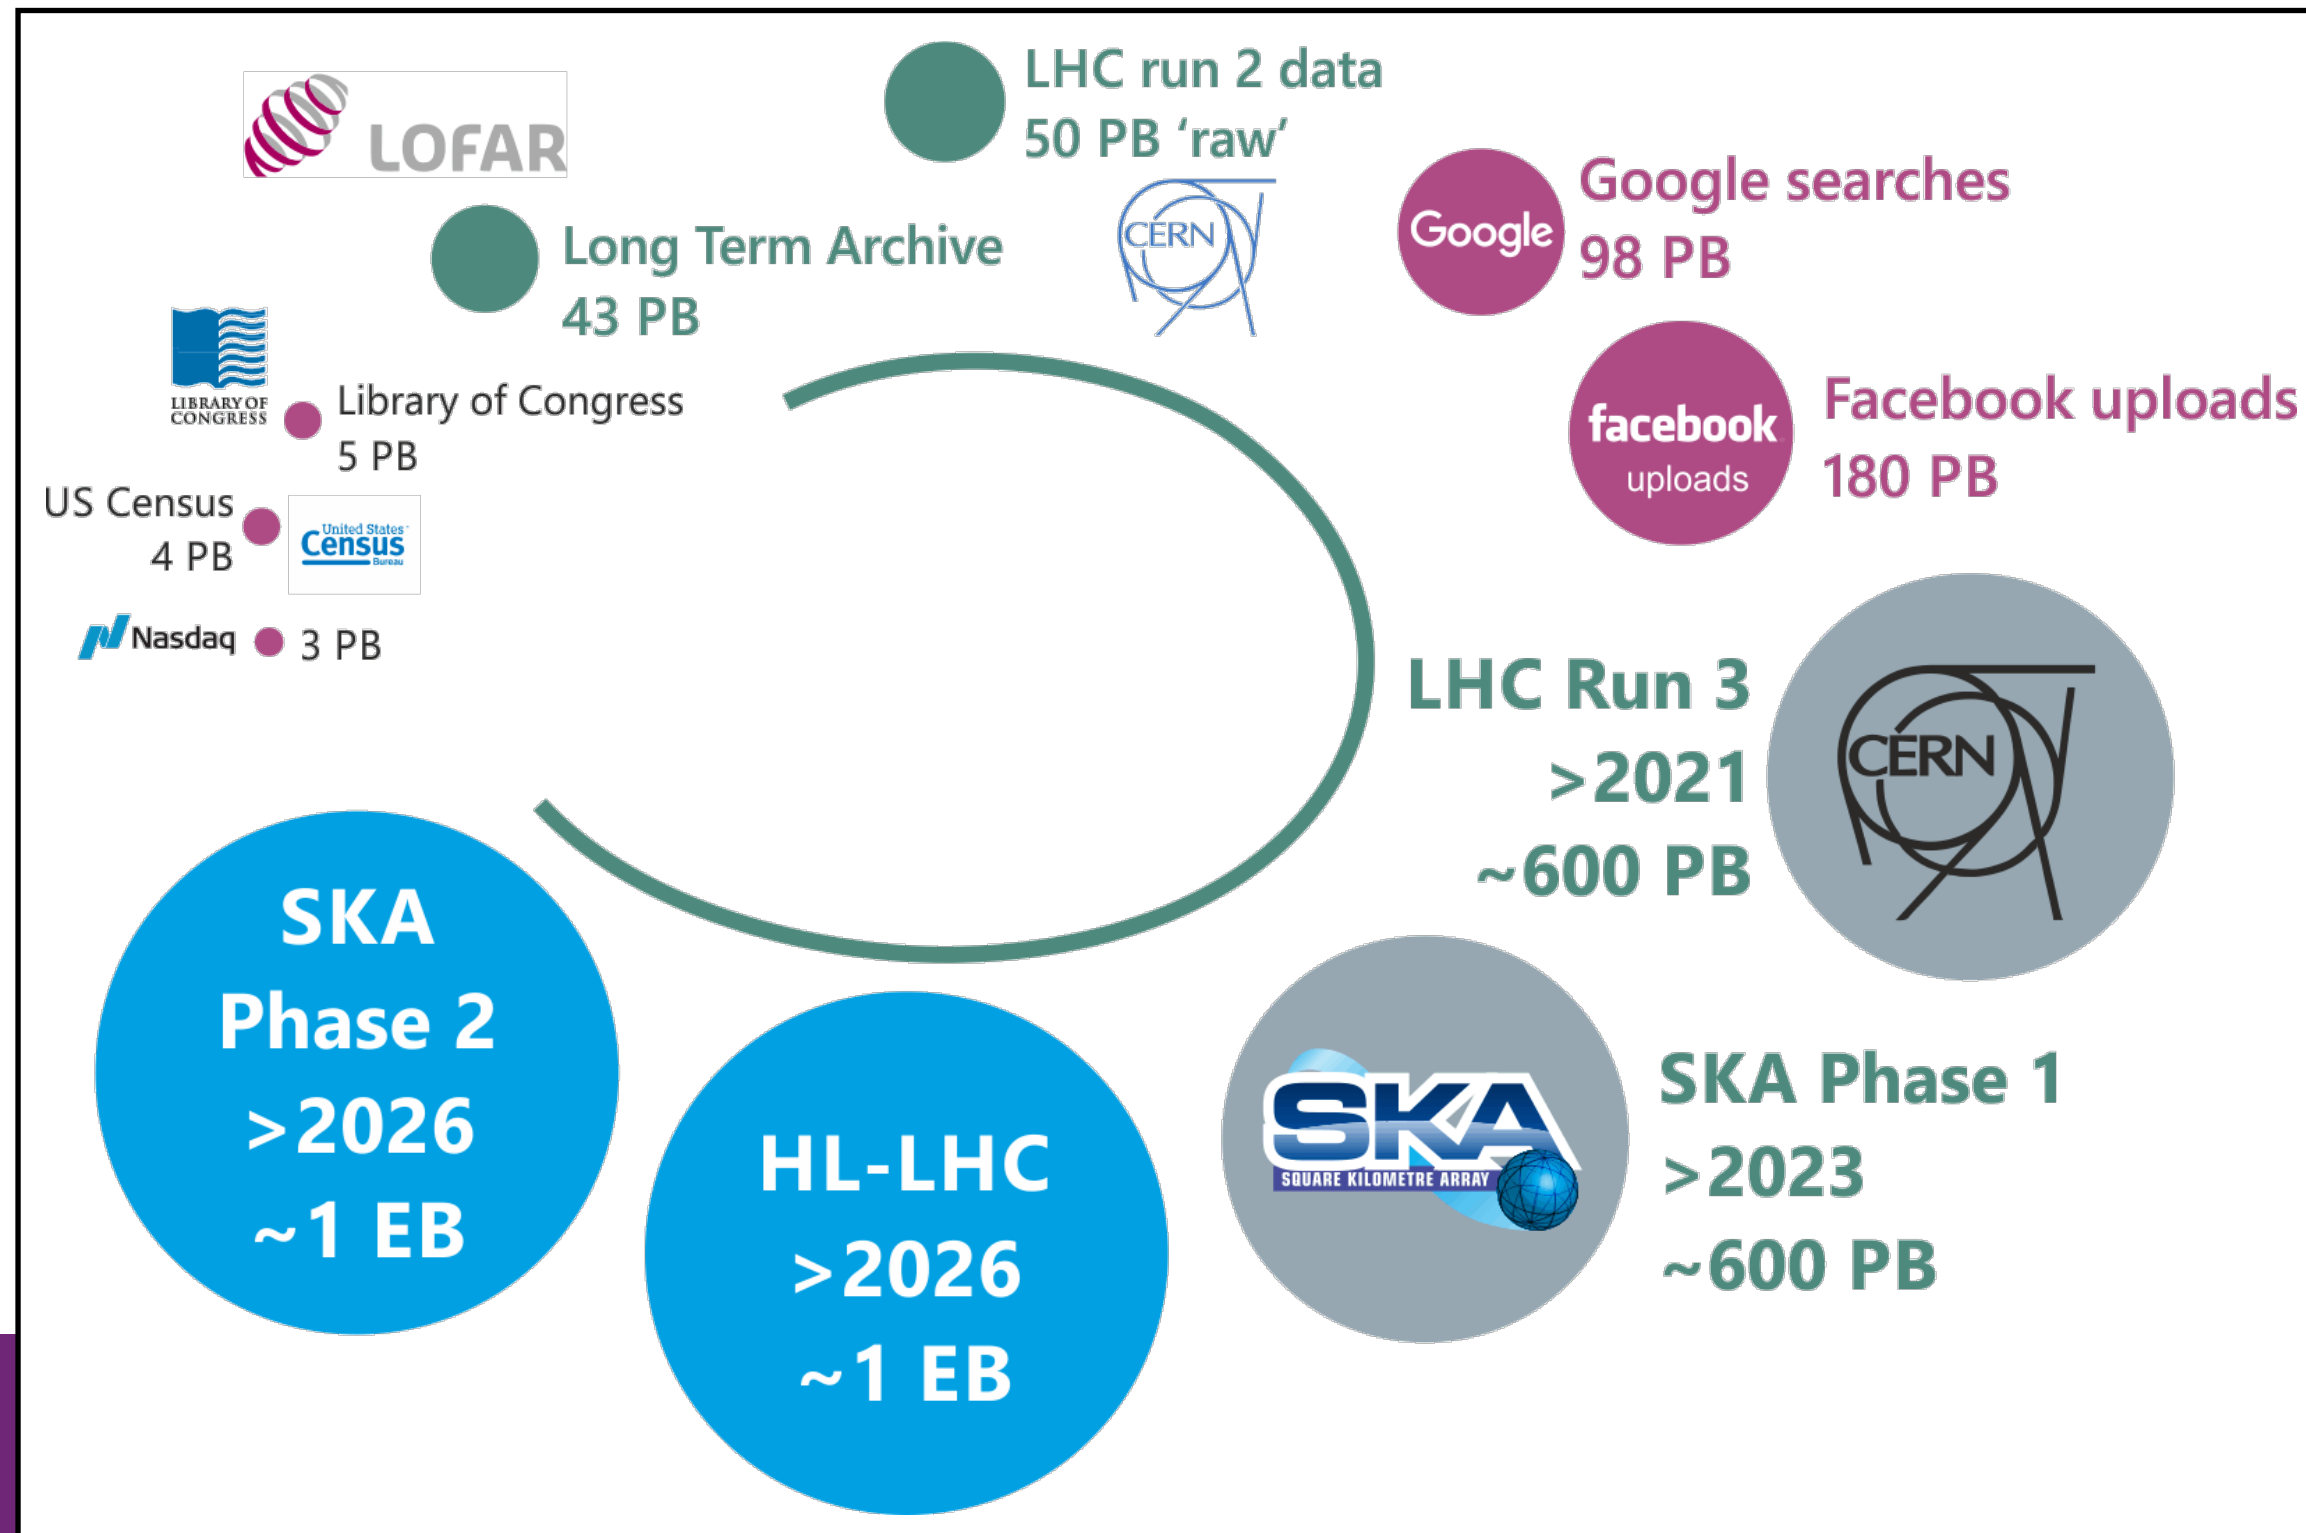 LOFAR
Long Term Archive
43 PB
LHC run 2 data
50 PB ‘raw’
CERN
Google
Google searches
98 PB
facebook
uploads
Facebook uploads
180 PB
LIBRARY OF
CONGRESS
Library of Congress
5 PB
US Census
4 PB
United States
Census
Bureau
Nasdaq
3 PB
LHC Run 3
>2021
~600 PB
CERN
SKA
SQUARE KILOMETRE ARRAY
SKA Phase 1
>2023
~600 PB
HL-LHC
>2026
~1 EB
SKA
Phase 2
>2026
~1 EB